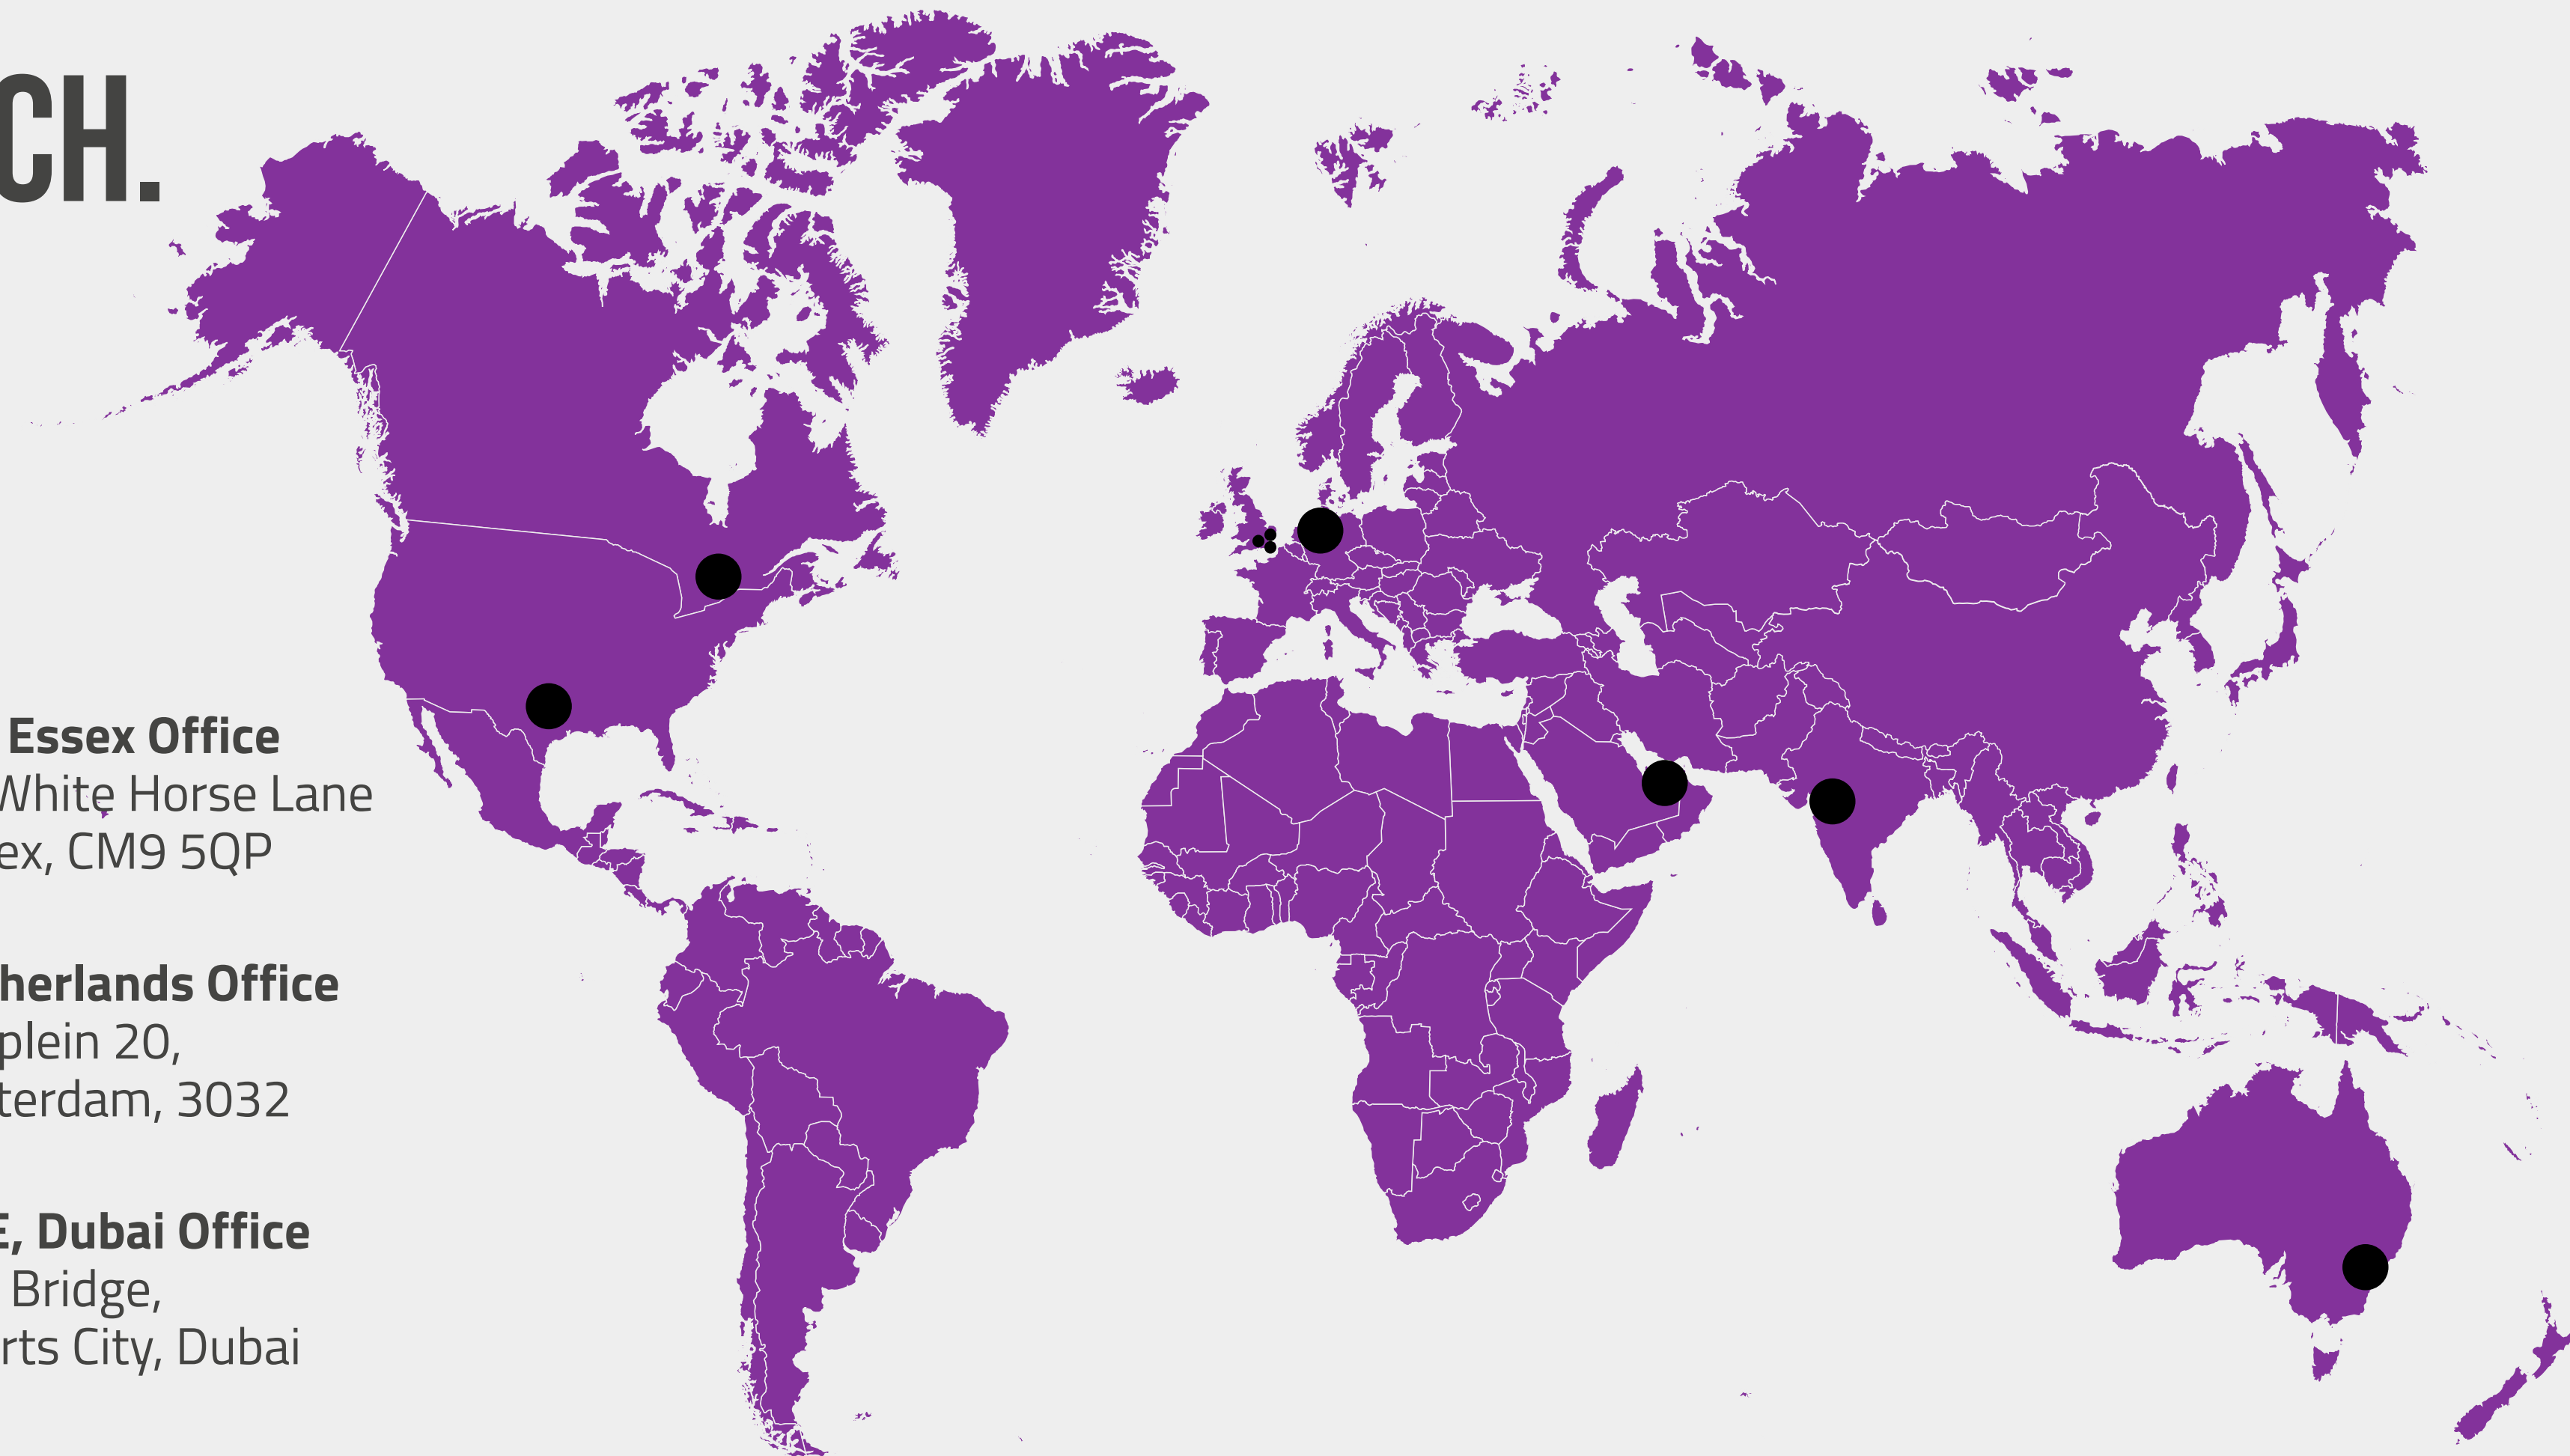 CH.
Essex Office
White Horse Lane
ex, CM9 5QP
herlands Office
plein 20,
terdam, 3032
E, Dubai Office
Bridge,
rts City, Dubai